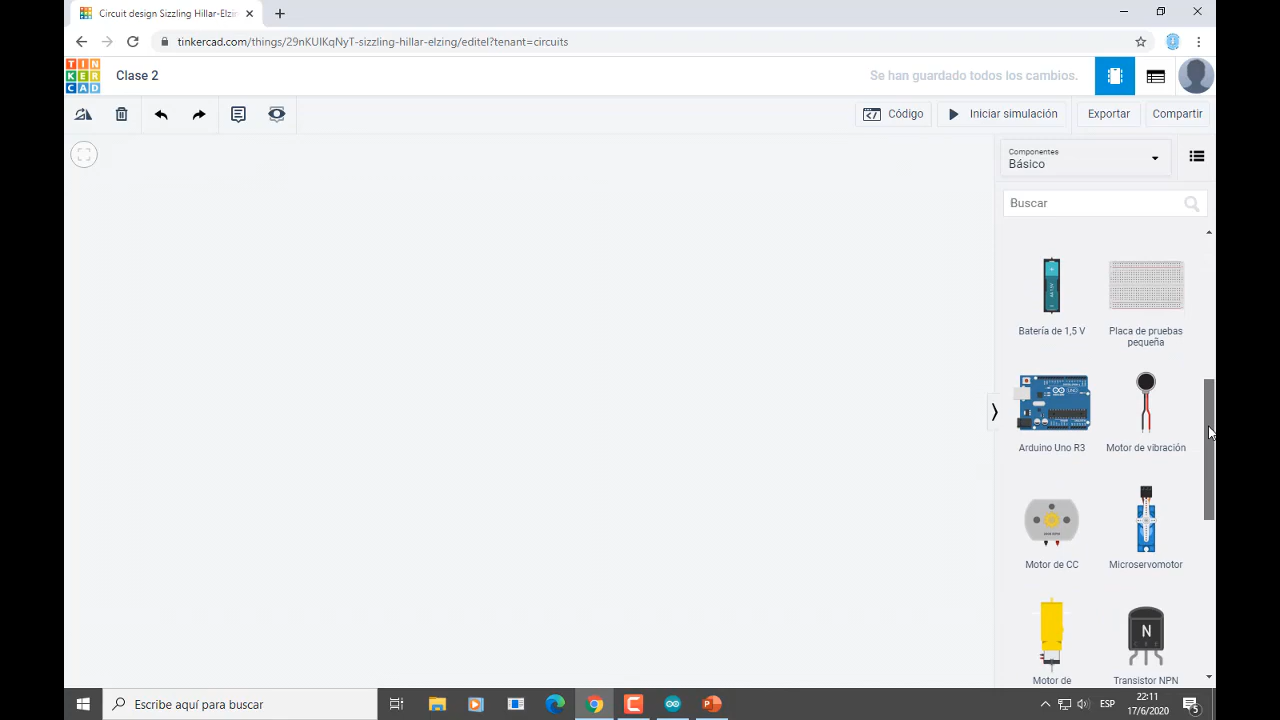 Circuit design Sizzling Hillar-Elzin
tinkercad.com/things/29nKUIKqNyT-sizzling-hillar-elzing/editel?tenant=circuits
TIN
KER
CAD
Clase 2
Se han guardado todos los cambios.
Código
Iniciar simulación
Exportar
Compartir
Componentes
Básico
Buscar
Batería de 1,5 V
Placa de pruebas
pequeña
Arduino Uno R3
Motor de vibración
Motor de CC
Microservomotor
N
Motor de
Transistor NPN
Escribe aquí para buscar
ESP
22:11
17/6/2020
5